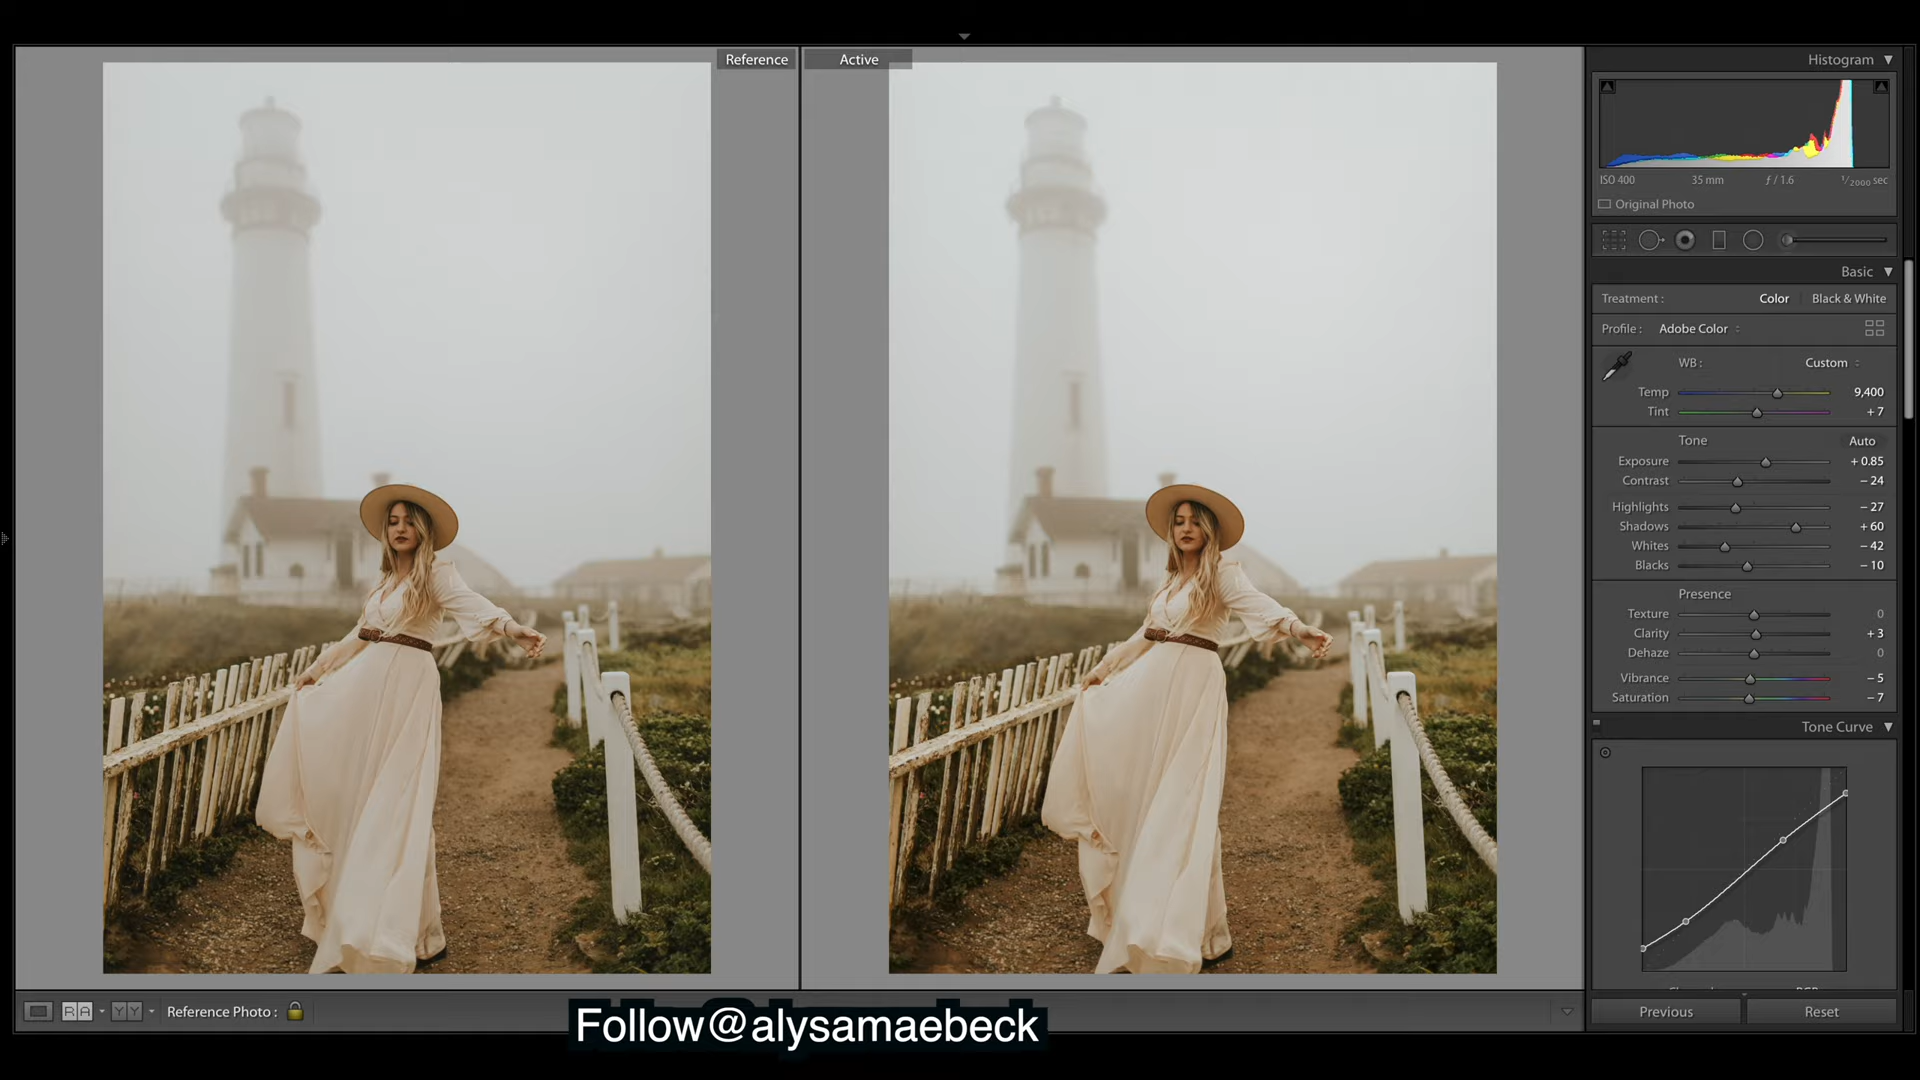 Reference
Active
Histogram
ISO 400 35 mm ƒ / 1.6 1/2000 sec
Original Photo
Basic
Treatment : Color Black & White
Profile : Adobe Color
WB : Custom
Temp 9,400
Tint + 7
Tone Auto
Exposure + 0.85
Contrast − 24
Highlights − 27
Shadows + 60
Whites − 42
Blacks − 10
Presence
Texture 0
Clarity + 3
Dehaze 0
Vibrance − 5
Saturation − 7
Tone Curve
RA YY Reference Photo :
Previous Reset
Follow@alysamaebeck